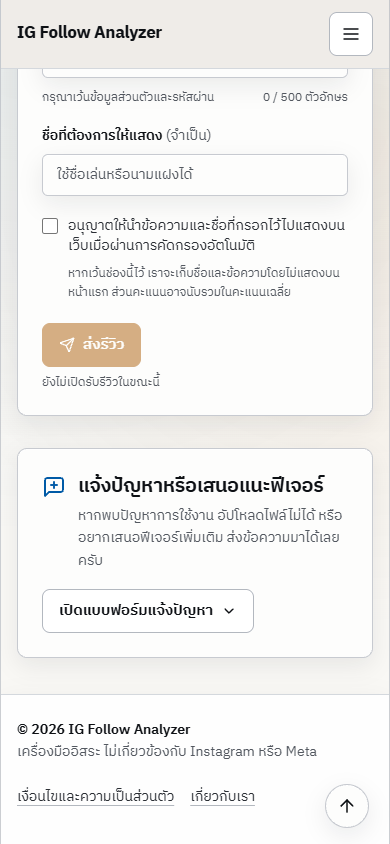 IG Follow Analyzer
กรุณาเว้นข้อมูลส่วนตัวและรหัสผ่าน
0 / 500 ตัวอักษร
ชื่อที่ต้องการให้แสดง (จำเป็น)
ใช้ชื่อเล่นหรือนามแฝงได้
อนุญาตให้นำข้อความและชื่อที่กรอกไว้ไปแสดงบน
เว็บเมื่อผ่านการคัดกรองอัตโนมัติ
หากเว้นช่องนี้ไว้ เราจะเก็บชื่อและข้อความโดยไม่แสดงบน
หน้าแรก ส่วนคะแนนอาจนับรวมในคะแนนเฉลี่ย
ส่งรีวิว
ยังไม่เปิดรับรีวิวในขณะนี้
แจ้งปัญหาหรือเสนอแนะฟีเจอร์
หากพบปัญหาการใช้งาน อัปโหลดไฟล์ไม่ได้ หรือ
อยากเสนอฟีเจอร์เพิ่มเติม ส่งข้อความมาได้เลย
ครับ
เปิดแบบฟอร์มแจ้งปัญหา
© 2026 IG Follow Analyzer
เครื่องมืออิสระ ไม่เกี่ยวข้องกับ Instagram หรือ Meta
เงื่อนไขและความเป็นส่วนตัว
เกี่ยวกับเรา